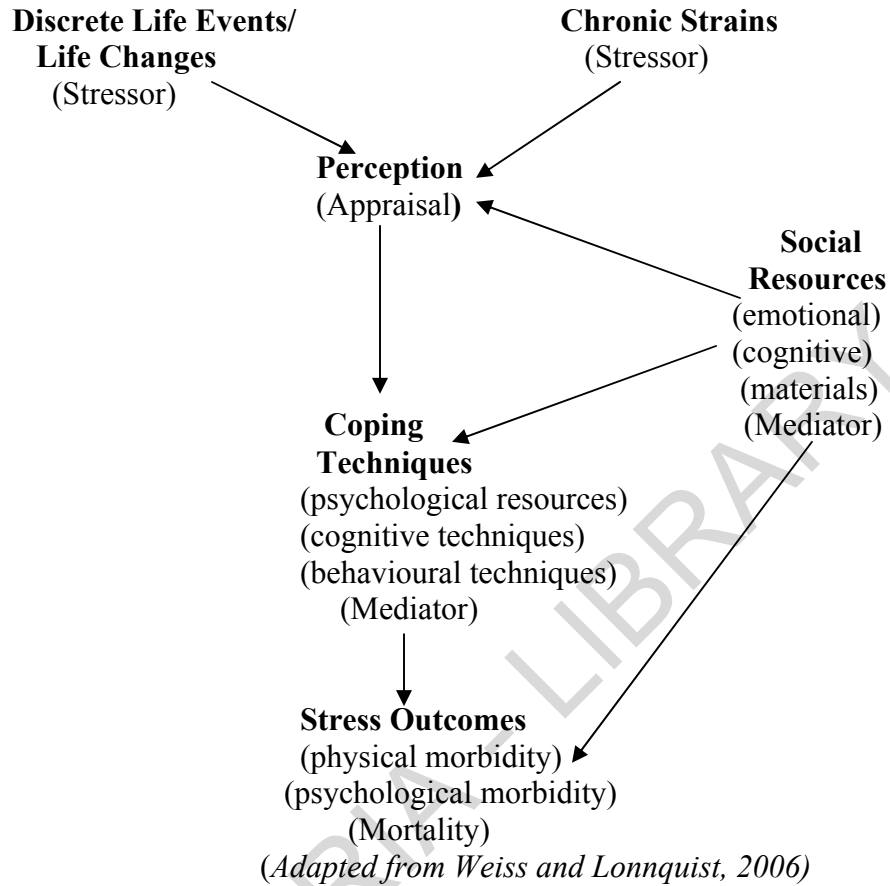 Discrete Life Events/
Life Changes
(Stressor)
Chronic Strains
(Stressor)
Perception
(Appraisal)
Social
Resources
(emotional)
(cognitive)
(materials)
(Mediator)
Coping
Techniques
(psychological resources)
(cognitive techniques)
(behavioural techniques)
(Mediator)
Stress Outcomes
(physical morbidity)
(psychological morbidity)
(Mortality)
(Adapted from Weiss and Lonnquist, 2006)
RIA - LIBRARY